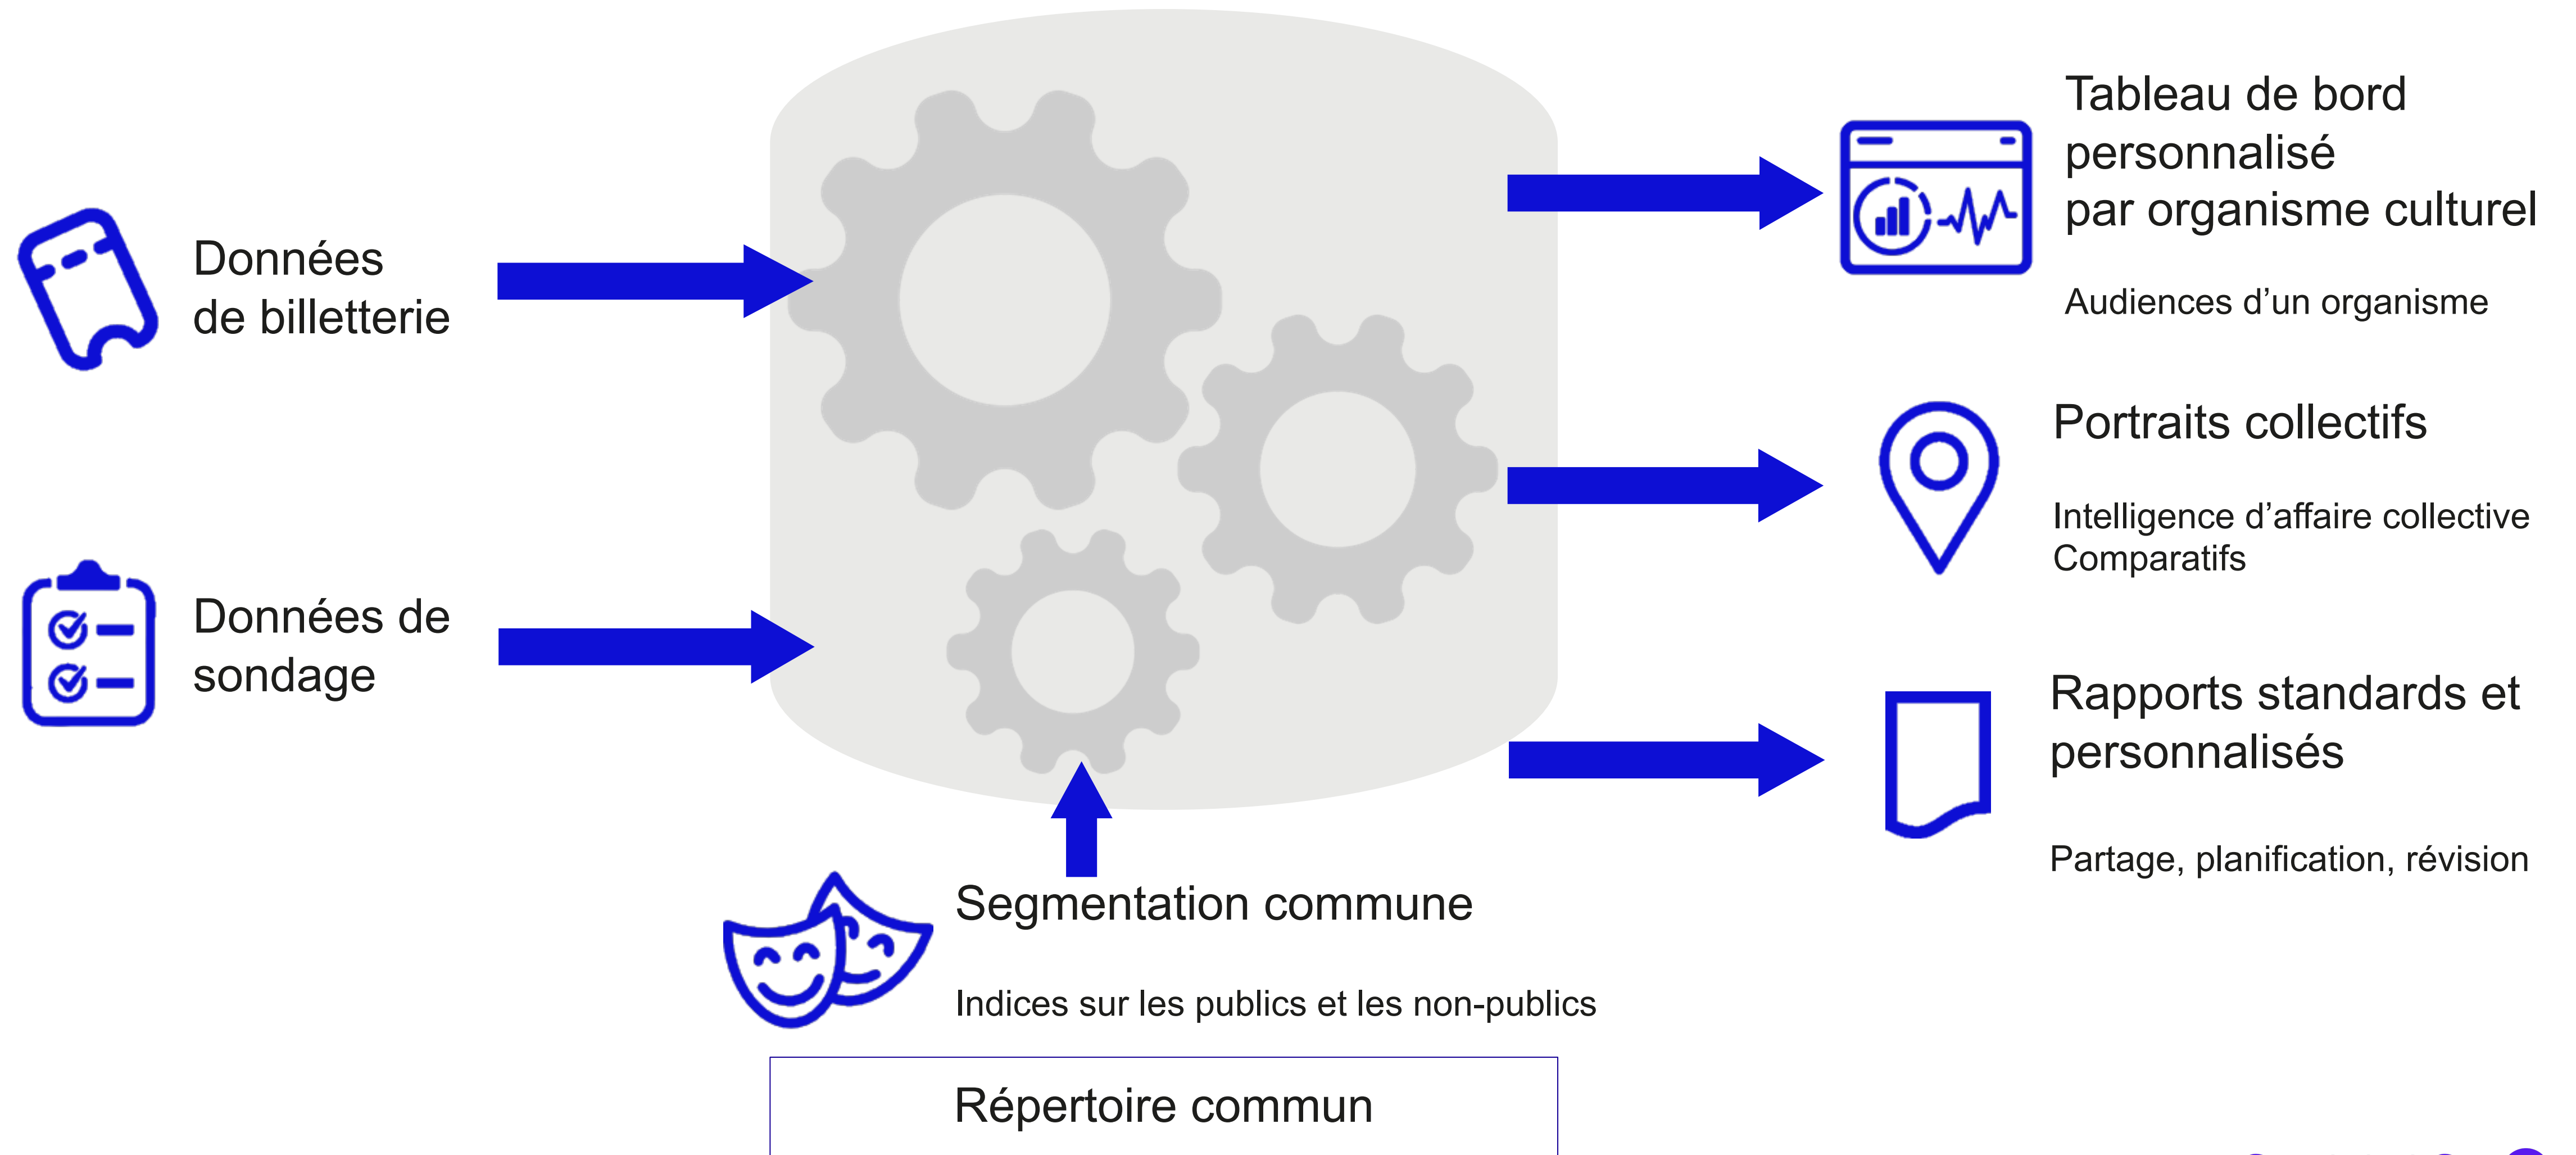 Données
de billetterie
Données de
sondage
Segmentation commune
Indices sur les publics et les non-publics
Répertoire commun
Tableau de bord
personnalisé
par organisme culturel
Audiences d’un organisme
Portraits collectifs
Intelligence d’affaire collective
Comparatifs
Rapports standards et
personnalisés
Partage, planification, révision